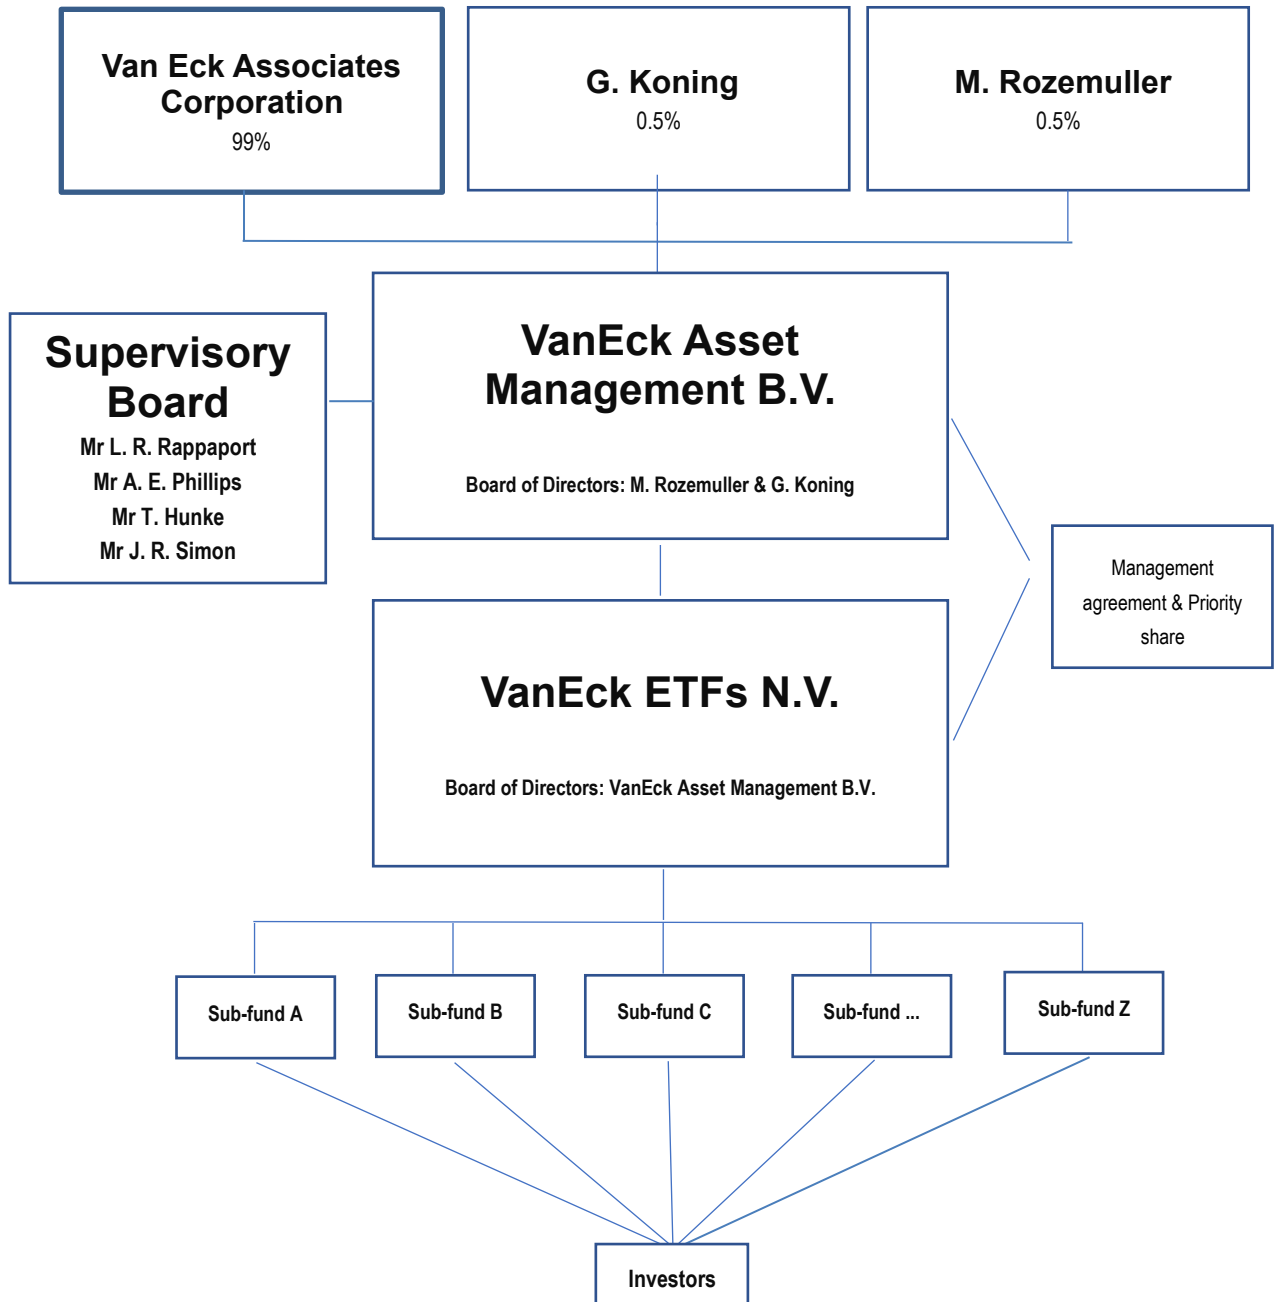 Van Eck Associates
Corporation
99%
G. Koning
0.5%
M. Rozemuller
0.5%
Supervisory
Board
Mr L. R. Rappaport
Mr A. E. Phillips
Mr T. Hunke
Mr J. R. Simon
VanEck Asset
Management B.V.
Board of Directors: M. Rozemuller & G. Koning
Management
agreement & Priority
share
VanEck ETFs N.V.
Board of Directors: VanEck Asset Management B.V.
Sub-fund A
Sub-fund B
Sub-fund C
Sub-fund ...
Sub-fund Z
Investors